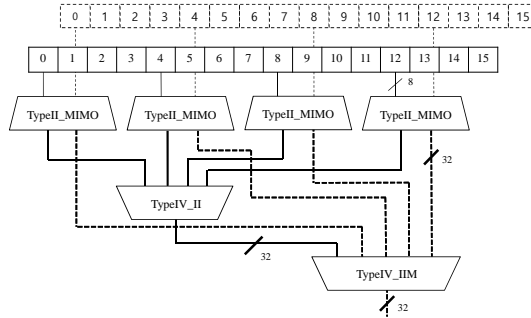 0 1 2 3 4 5 6 7 8 9 10 11 12 13 14 15
0 1 2 3 4 5 6 7 8 9 10 11 12 13 14 15
8
TypeII_MIMO TypeII_MIMO TypeII_MIMO TypeII_MIMO
32
TypeIV_II
32
TypeIV_IIM
32